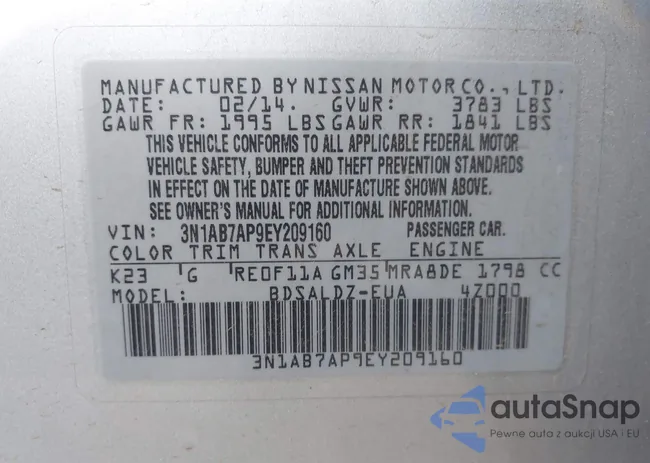 MANUFACTURED BY NISSAN MOTOR CO., LTD.
DATE: 02/14. GVWR: 3783 LBS
GAWR FR: 1995 LBS GAWR RR: 1841 LBS
THIS VEHICLE CONFORMS TO ALL APPLICABLE FEDERAL MOTOR
VEHICLE SAFETY, BUMPER AND THEFT PREVENTION STANDARDS
IN EFFECT ON THE DATE OF MANUFACTURE SHOWN ABOVE.
SEE OWNER'S MANUAL FOR ADDITIONAL INFORMATION.
VIN: 3N1AB7AP9EY209160 PASSENGER CAR.
COLOR TRIM TRANS AXLE ENGINE
K23 G RE0F11A GM35 MRA8DE 1798 CC
MODEL: BDSALDZ-EUA 4Z000
3N1AB7AP9EY209160
autaSnap
Pewne auta z aukcji USA i EU